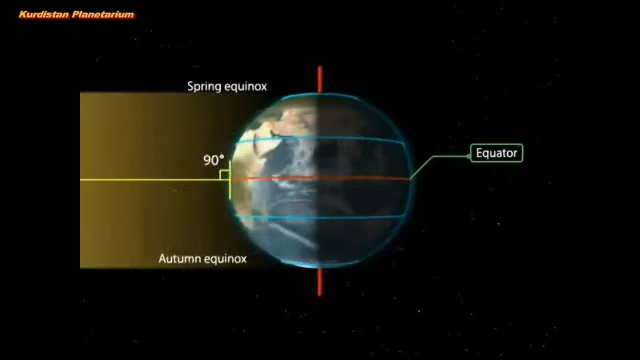 Kurdistan Planetarium
Spring equinox
90°
Equator
Autumn equinox